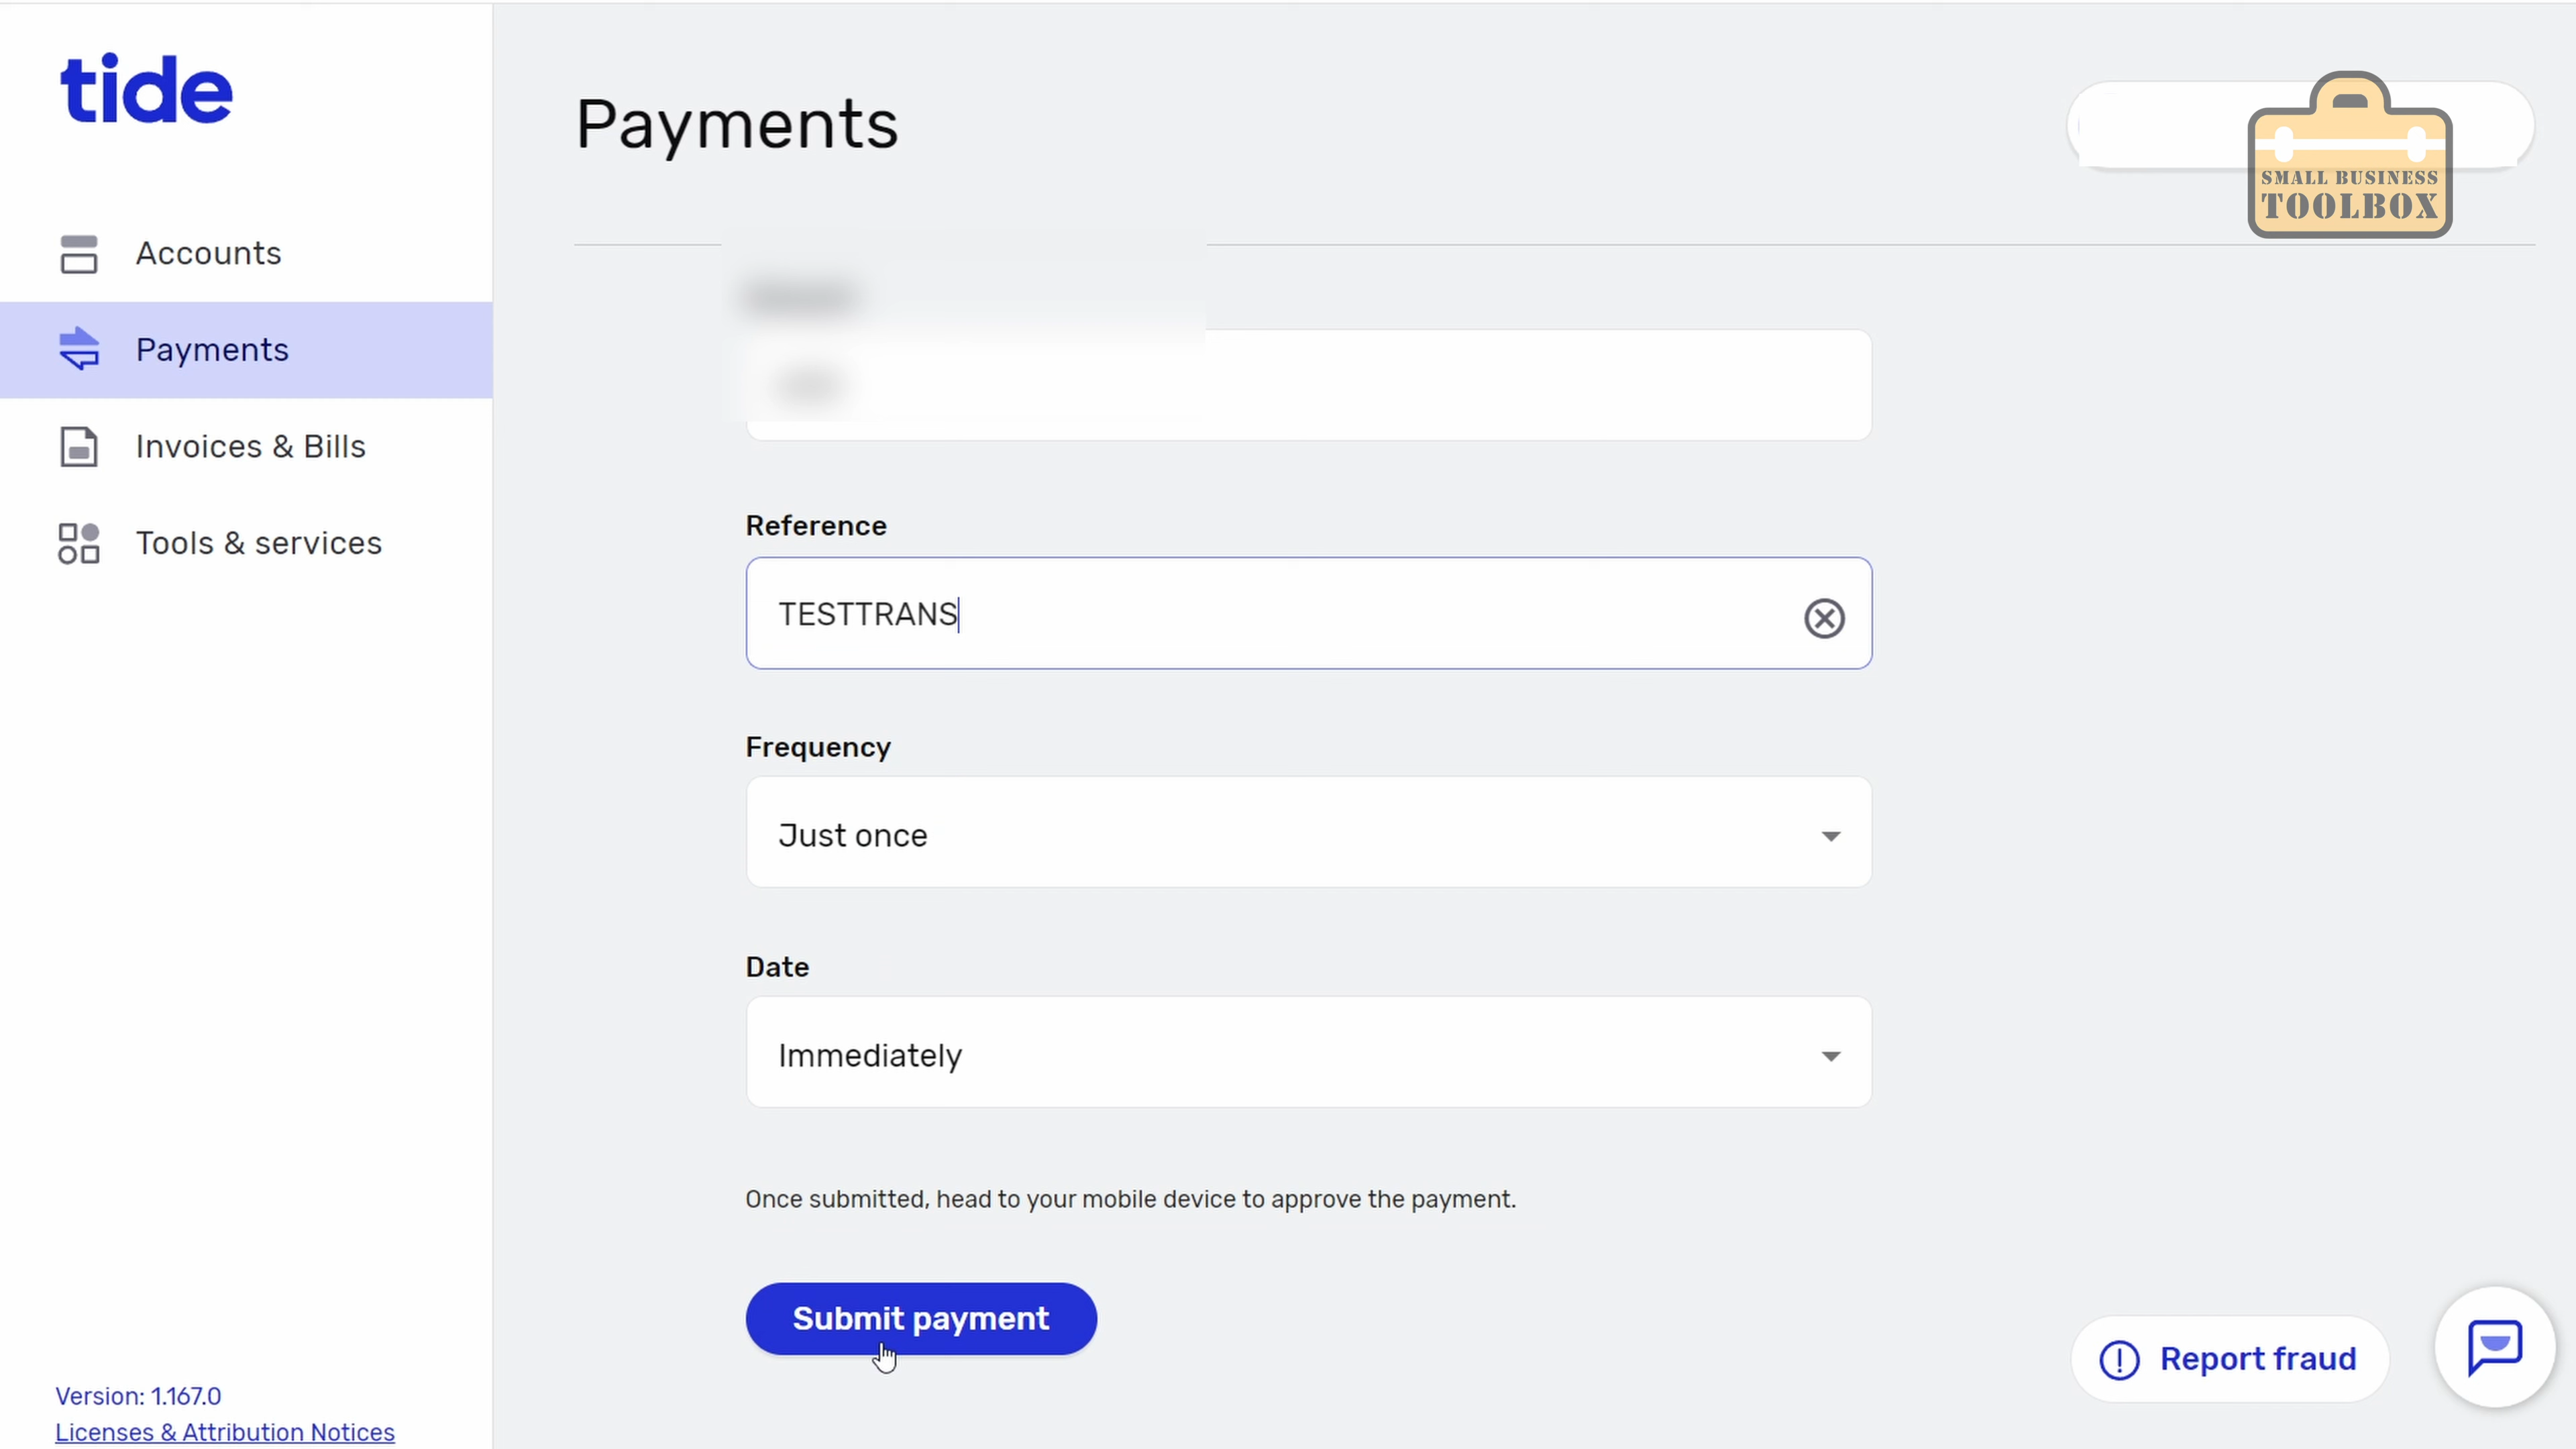 tide
Accounts
Payments
Invoices & Bills
Tools & services
Version: 1.167.0
Licenses & Attribution Notices
Payments
SMALL BUSINESS
TOOLBOX
Reference
TESTTRANS
Frequency
Just once
Date
Immediately
Once submitted, head to your mobile device to approve the payment.
Submit payment
Report fraud